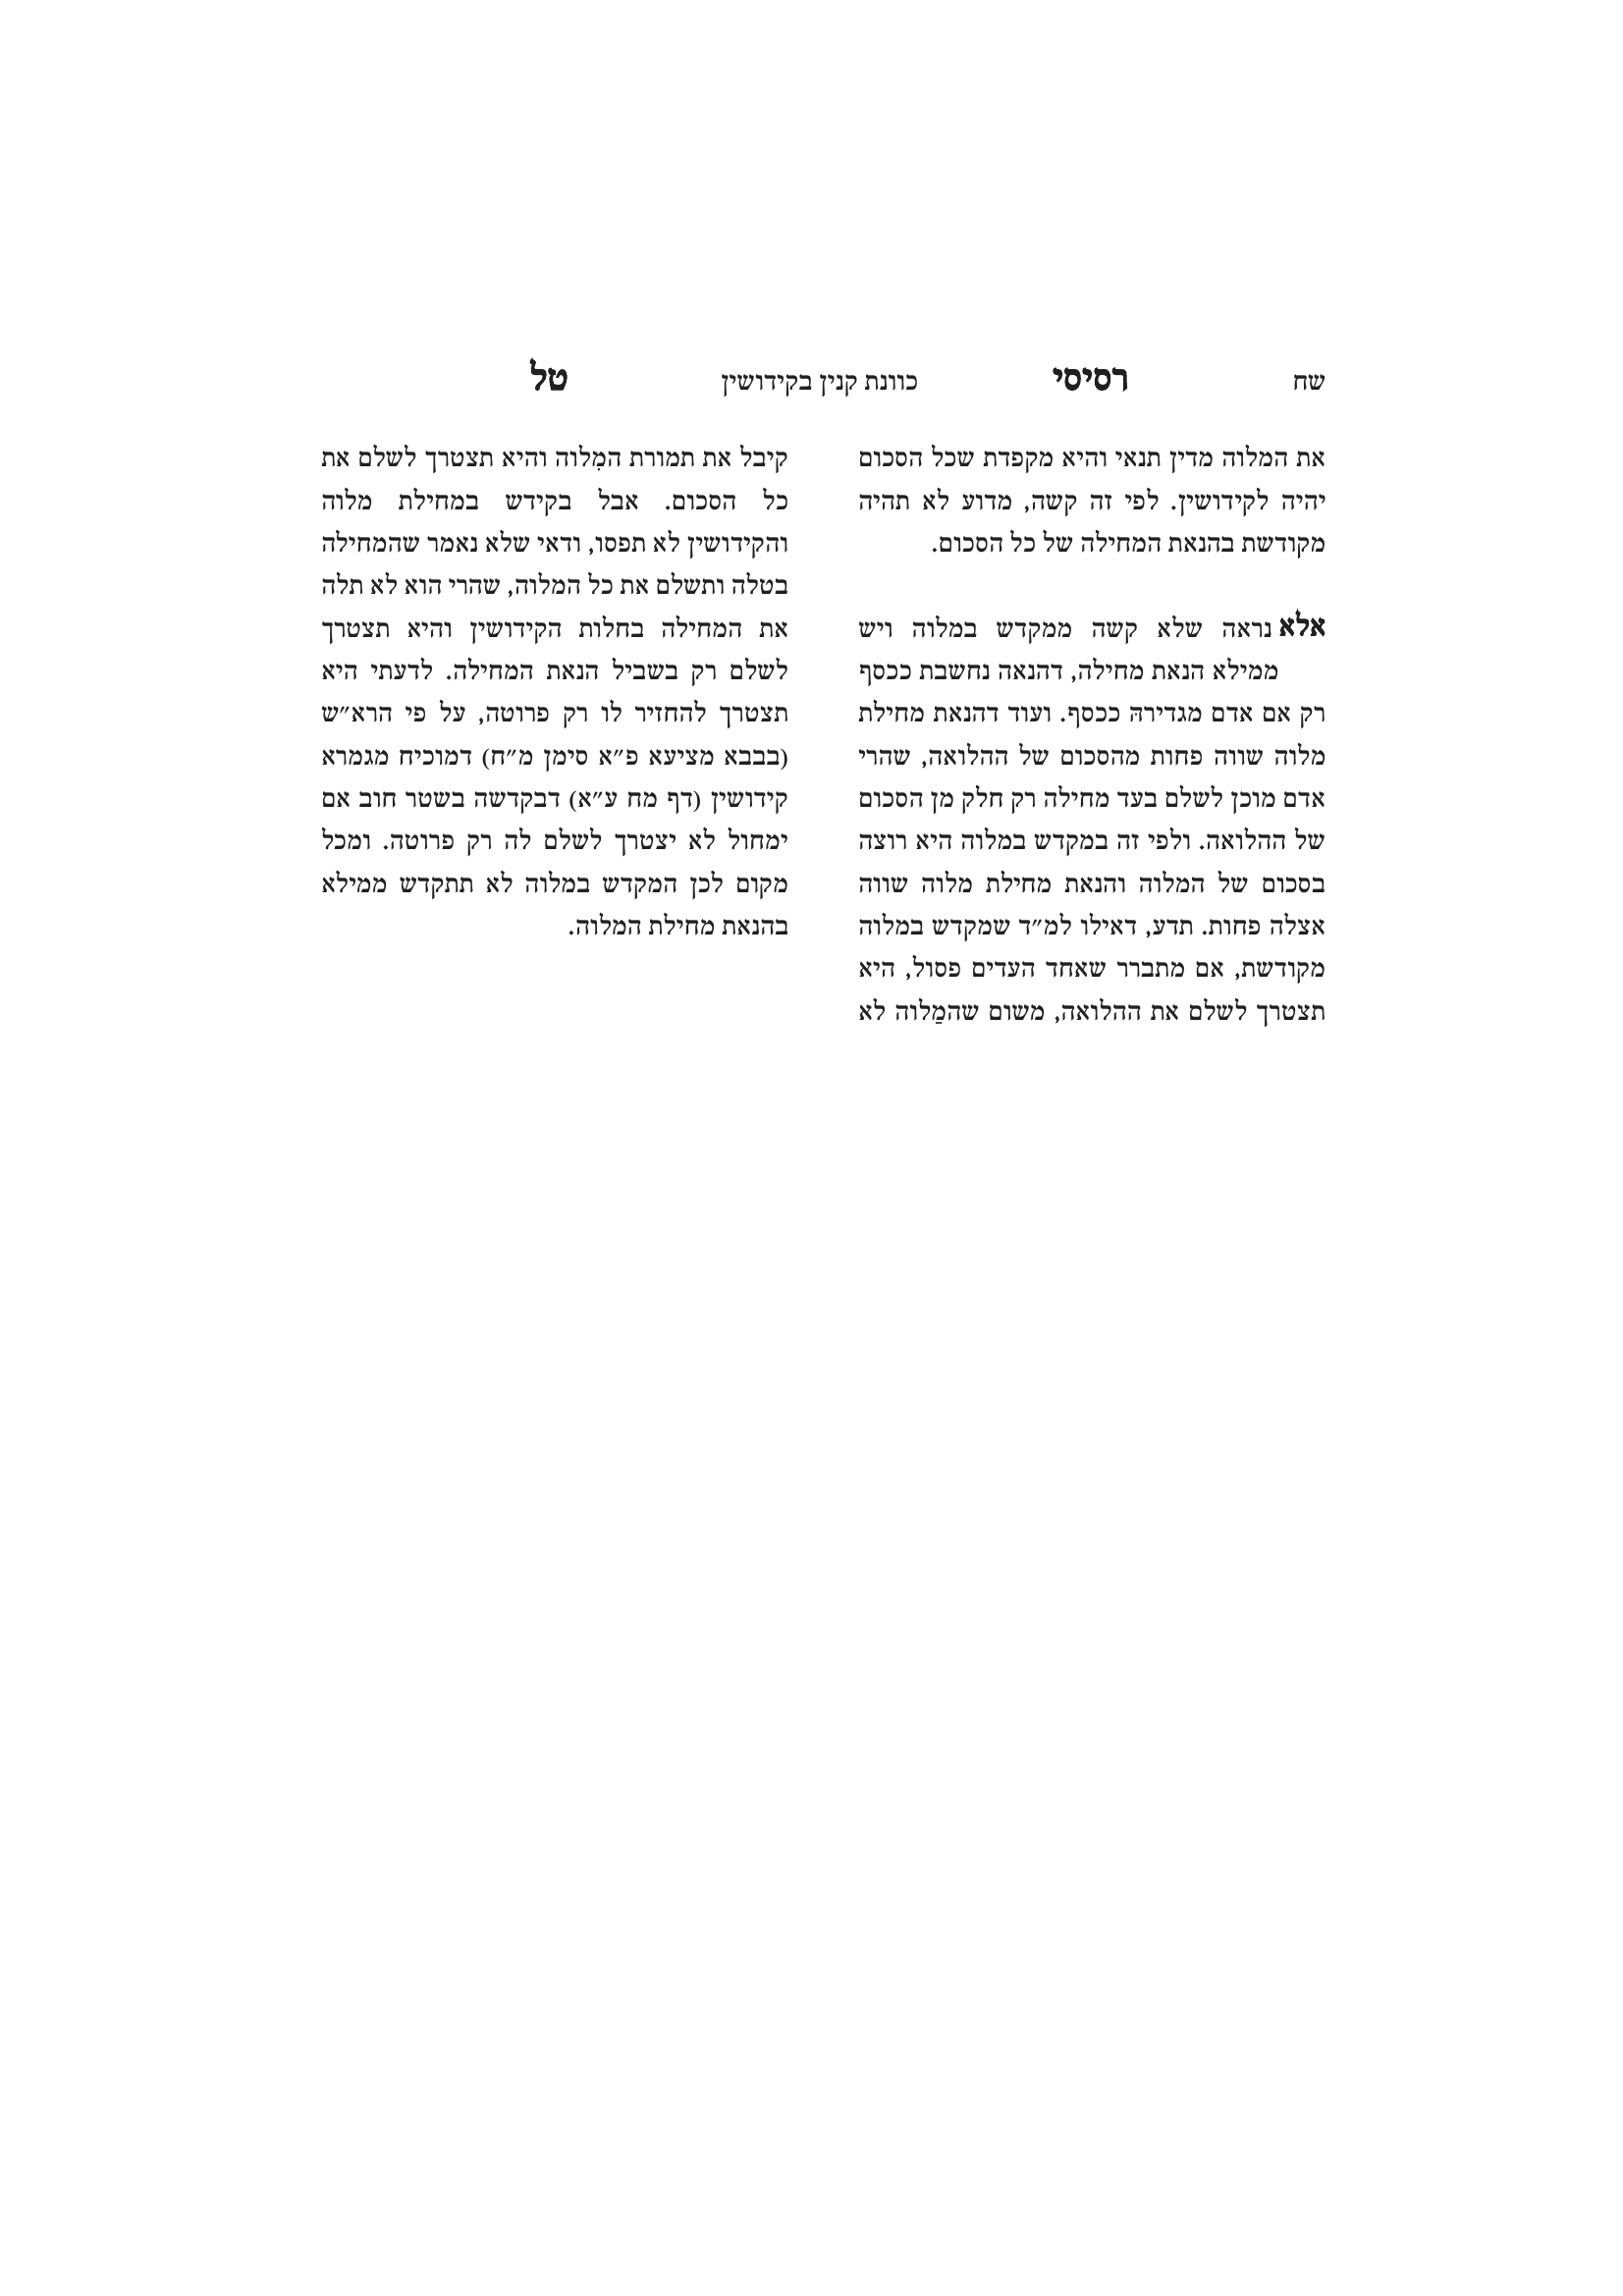 שח רסיסי כוונת קנין בקידושין טל
את המלוה מדין תנאי והיא מקפדת שכל הסכום
יהיה לקידושין. לפי זה קשה, מדוע לא תהיה
מקודשת בהנאת המחילה של כל הסכום.
אלא נראה שלא קשה ממקדש במלוה ויש
ממילא הנאת מחילה, דהנאה נחשבת ככסף
רק אם אדם מגדירהּ ככסף. ועוד דהנאת מחילת
מלוה שווה פחות מהסכום של ההלואה, שהרי
אדם מוכן לשלם בעד מחילה רק חלק מן הסכום
של ההלואה. ולפי זה במקדש במלוה היא רוצה
בסכום של המלוה והנאת מחילת מלוה שווה
אצלה פחות. תדע, דאילו למ״ד שמקדש במלוה
מקודשת, אם מתברר שאחד העדים פסול, היא
תצטרך לשלם את ההלואה, משום שהמַלוה לא
קיבל את תמורת המִלוה והיא תצטרך לשלם את
כל הסכום. אבל בקידש במחילת מלוה
והקידושין לא תפסו, ודאי שלא נאמר שהמחילה
בטלה ותשלם את כל המלוה, שהרי הוא לא תלה
את המחילה בחלות הקידושין והיא תצטרך
לשלם רק בשביל הנאת המחילה. לדעתי היא
תצטרך להחזיר לו רק פרוטה, על פי הרא״ש
(בבבא מציעא פ״א סימן מ״ח) דמוכיח מגמרא
קידושין (דף מח ע״א) דבקדשה בשטר חוב אם
ימחול לא יצטרך לשלם לה רק פרוטה. ומכל
מקום לכן המקדש במלוה לא תתקדש ממילא
בהנאת מחילת המלוה.